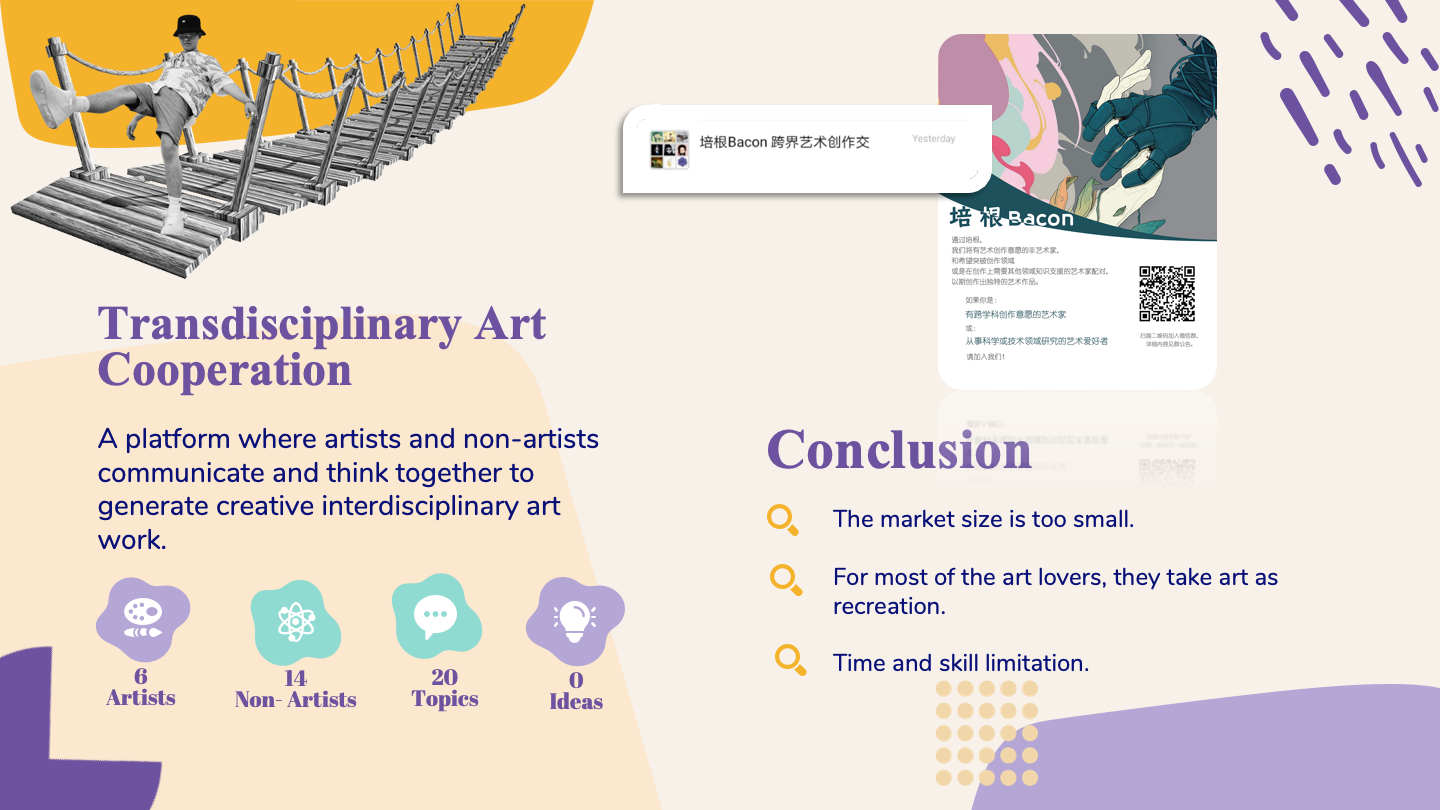 培根Bacon 跨界艺术创作交
Yesterday
培根Bacon
通过培根。
我们将有艺术创作意愿的非艺术家。
和希望突破创作领域
或是在创作上需要其他领域知识支援的艺术家配对。
以期创作出独特的艺术作品。
如果你是:
有跨学科创作意愿的艺术家
或:
从事科学或技术领域研究的艺术爱好者
请加入我们!
扫描二维码加入微信群。
详细内容见群公告。
Transdisciplinary Art
Cooperation
A platform where artists and non-artists
communicate and think together to
generate creative interdisciplinary art
work.
6
Artists
14
Non- Artists
20
Topics
0
Ideas
Conclusion
The market size is too small.
For most of the art lovers, they take art as
recreation.
Time and skill limitation.